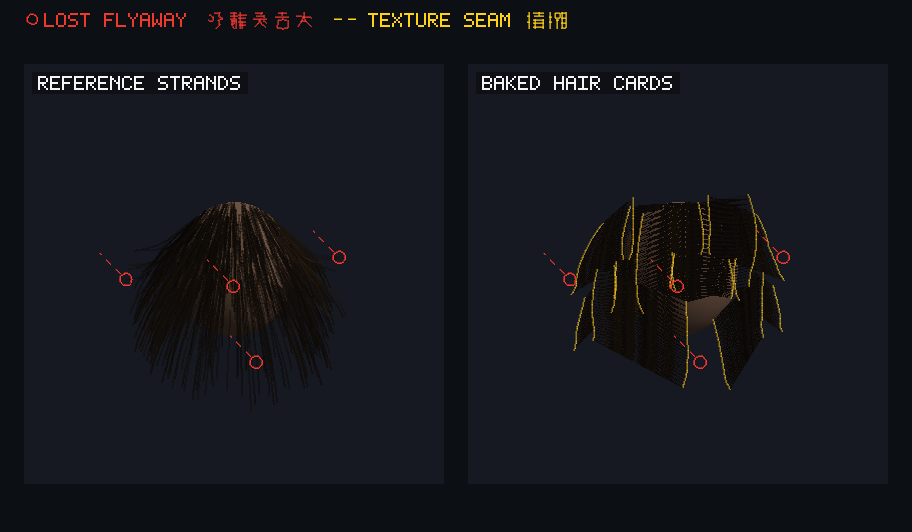 LOST FLYAWAY -- TEXTURE SEAM
REFERENCE STRANDS
BAKED HAIR CARDS